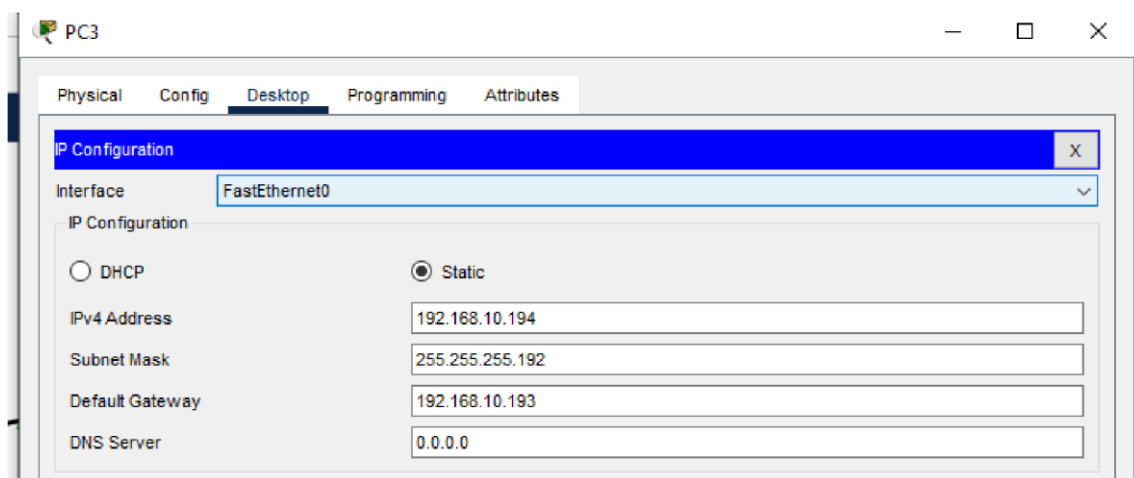 PC3
Physical Config Desktop Programming Attributes
IP Configuration X
Interface FastEthernet0
IP Configuration
DHCP Static
IPv4 Address 192.168.10.194
Subnet Mask 255.255.255.192
Default Gateway 192.168.10.193
DNS Server 0.0.0.0